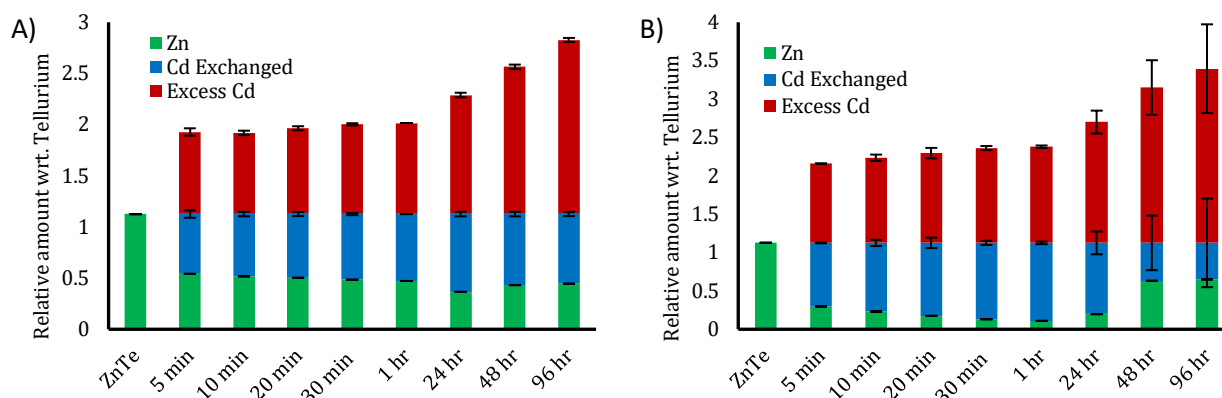 A)
Relative amount wrt. Tellurium
3
2.5
2
1.5
1
0.5
0
Zn
Cd Exchanged
Excess Cd
ZnTe
5 min
10 min
20 min
30 min
1 hr
24 hr
48 hr
96 hr
B)
Relative amount wrt. Tellurium
4
3.5
3
2.5
2
1.5
1
0.5
0
Zn
Cd Exchanged
Excess Cd
ZnTe
5 min
10 min
20 min
30 min
1 hr
24 hr
48 hr
96 hr